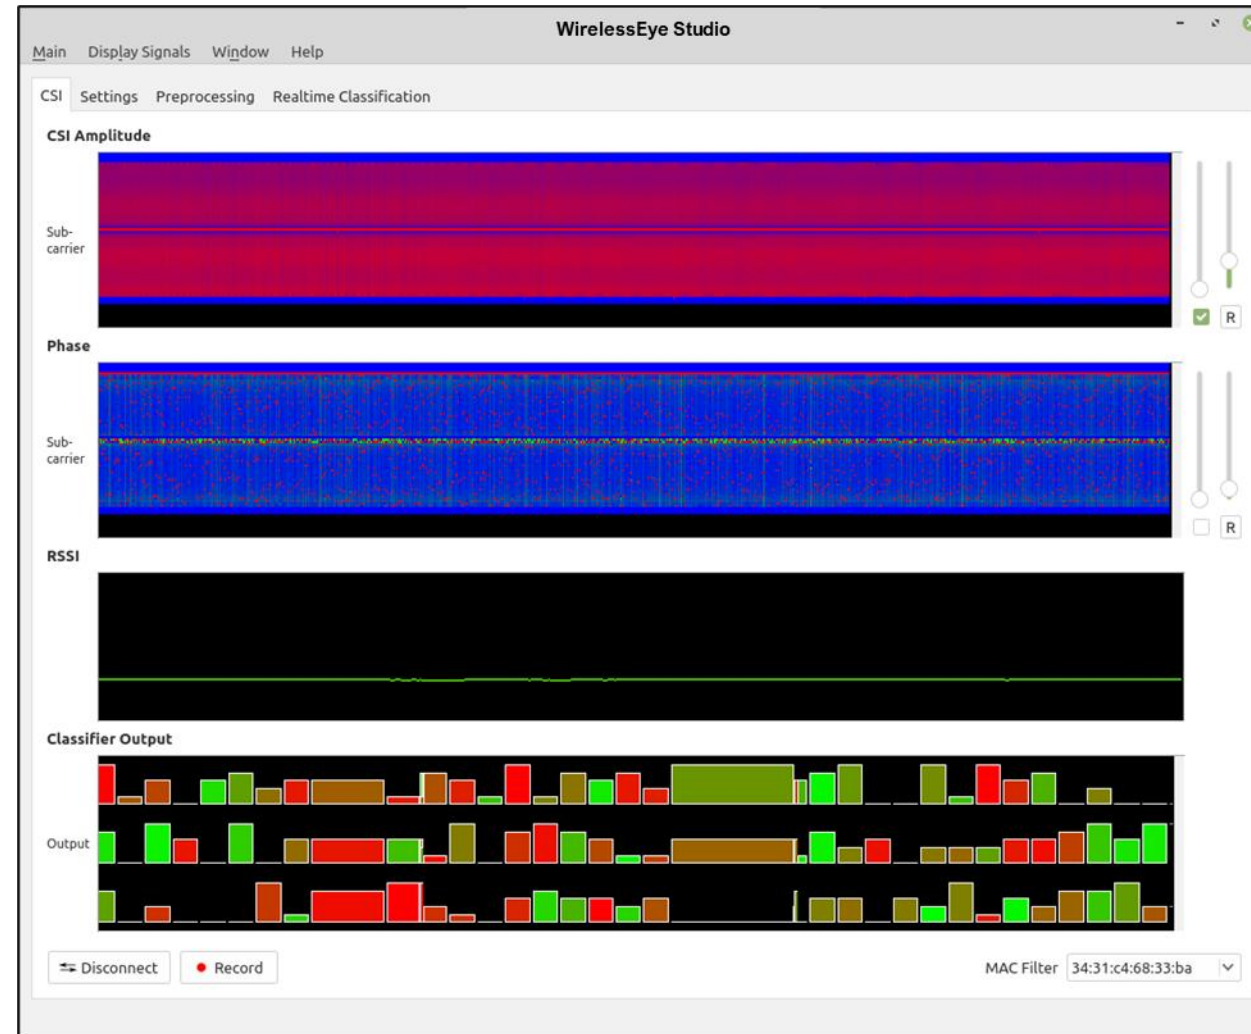 WirelessEye Studio
Main Display Signals Window Help
CSI Settings Preprocessing Realtime Classification
CSI Amplitude
Sub-
carrier
R
Phase
Sub-
carrier
R
RSSI
Classifier Output
Output
Disconnect Record MAC Filter 34:31:c4:68:33:ba